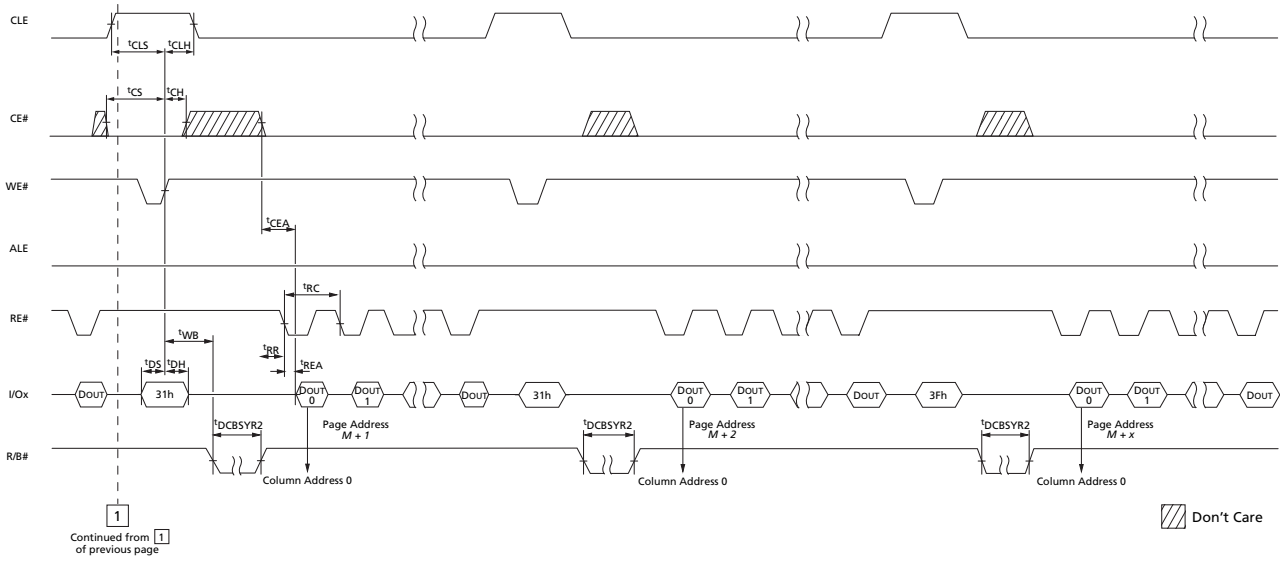 CLE
tCLS
tCLH
tCS
tCH
CE#
WE#
tCEA
ALE
tRC
RE#
tWB
tRR
tREA
tDS
tDH
I/Ox
DOUT
31h
DOUT 0
DOUT 1
DOUT
31h
DOUT 0
DOUT 1
DOUT
3Fh
DOUT 0
DOUT 1
DOUT
Page Address
M + 1
Page Address
M + 2
Page Address
M + x
tDCBSYR2
tDCBSYR2
tDCBSYR2
R/B#
Column Address 0
Column Address 0
Column Address 0
1
Continued from 1
of previous page
Don't Care